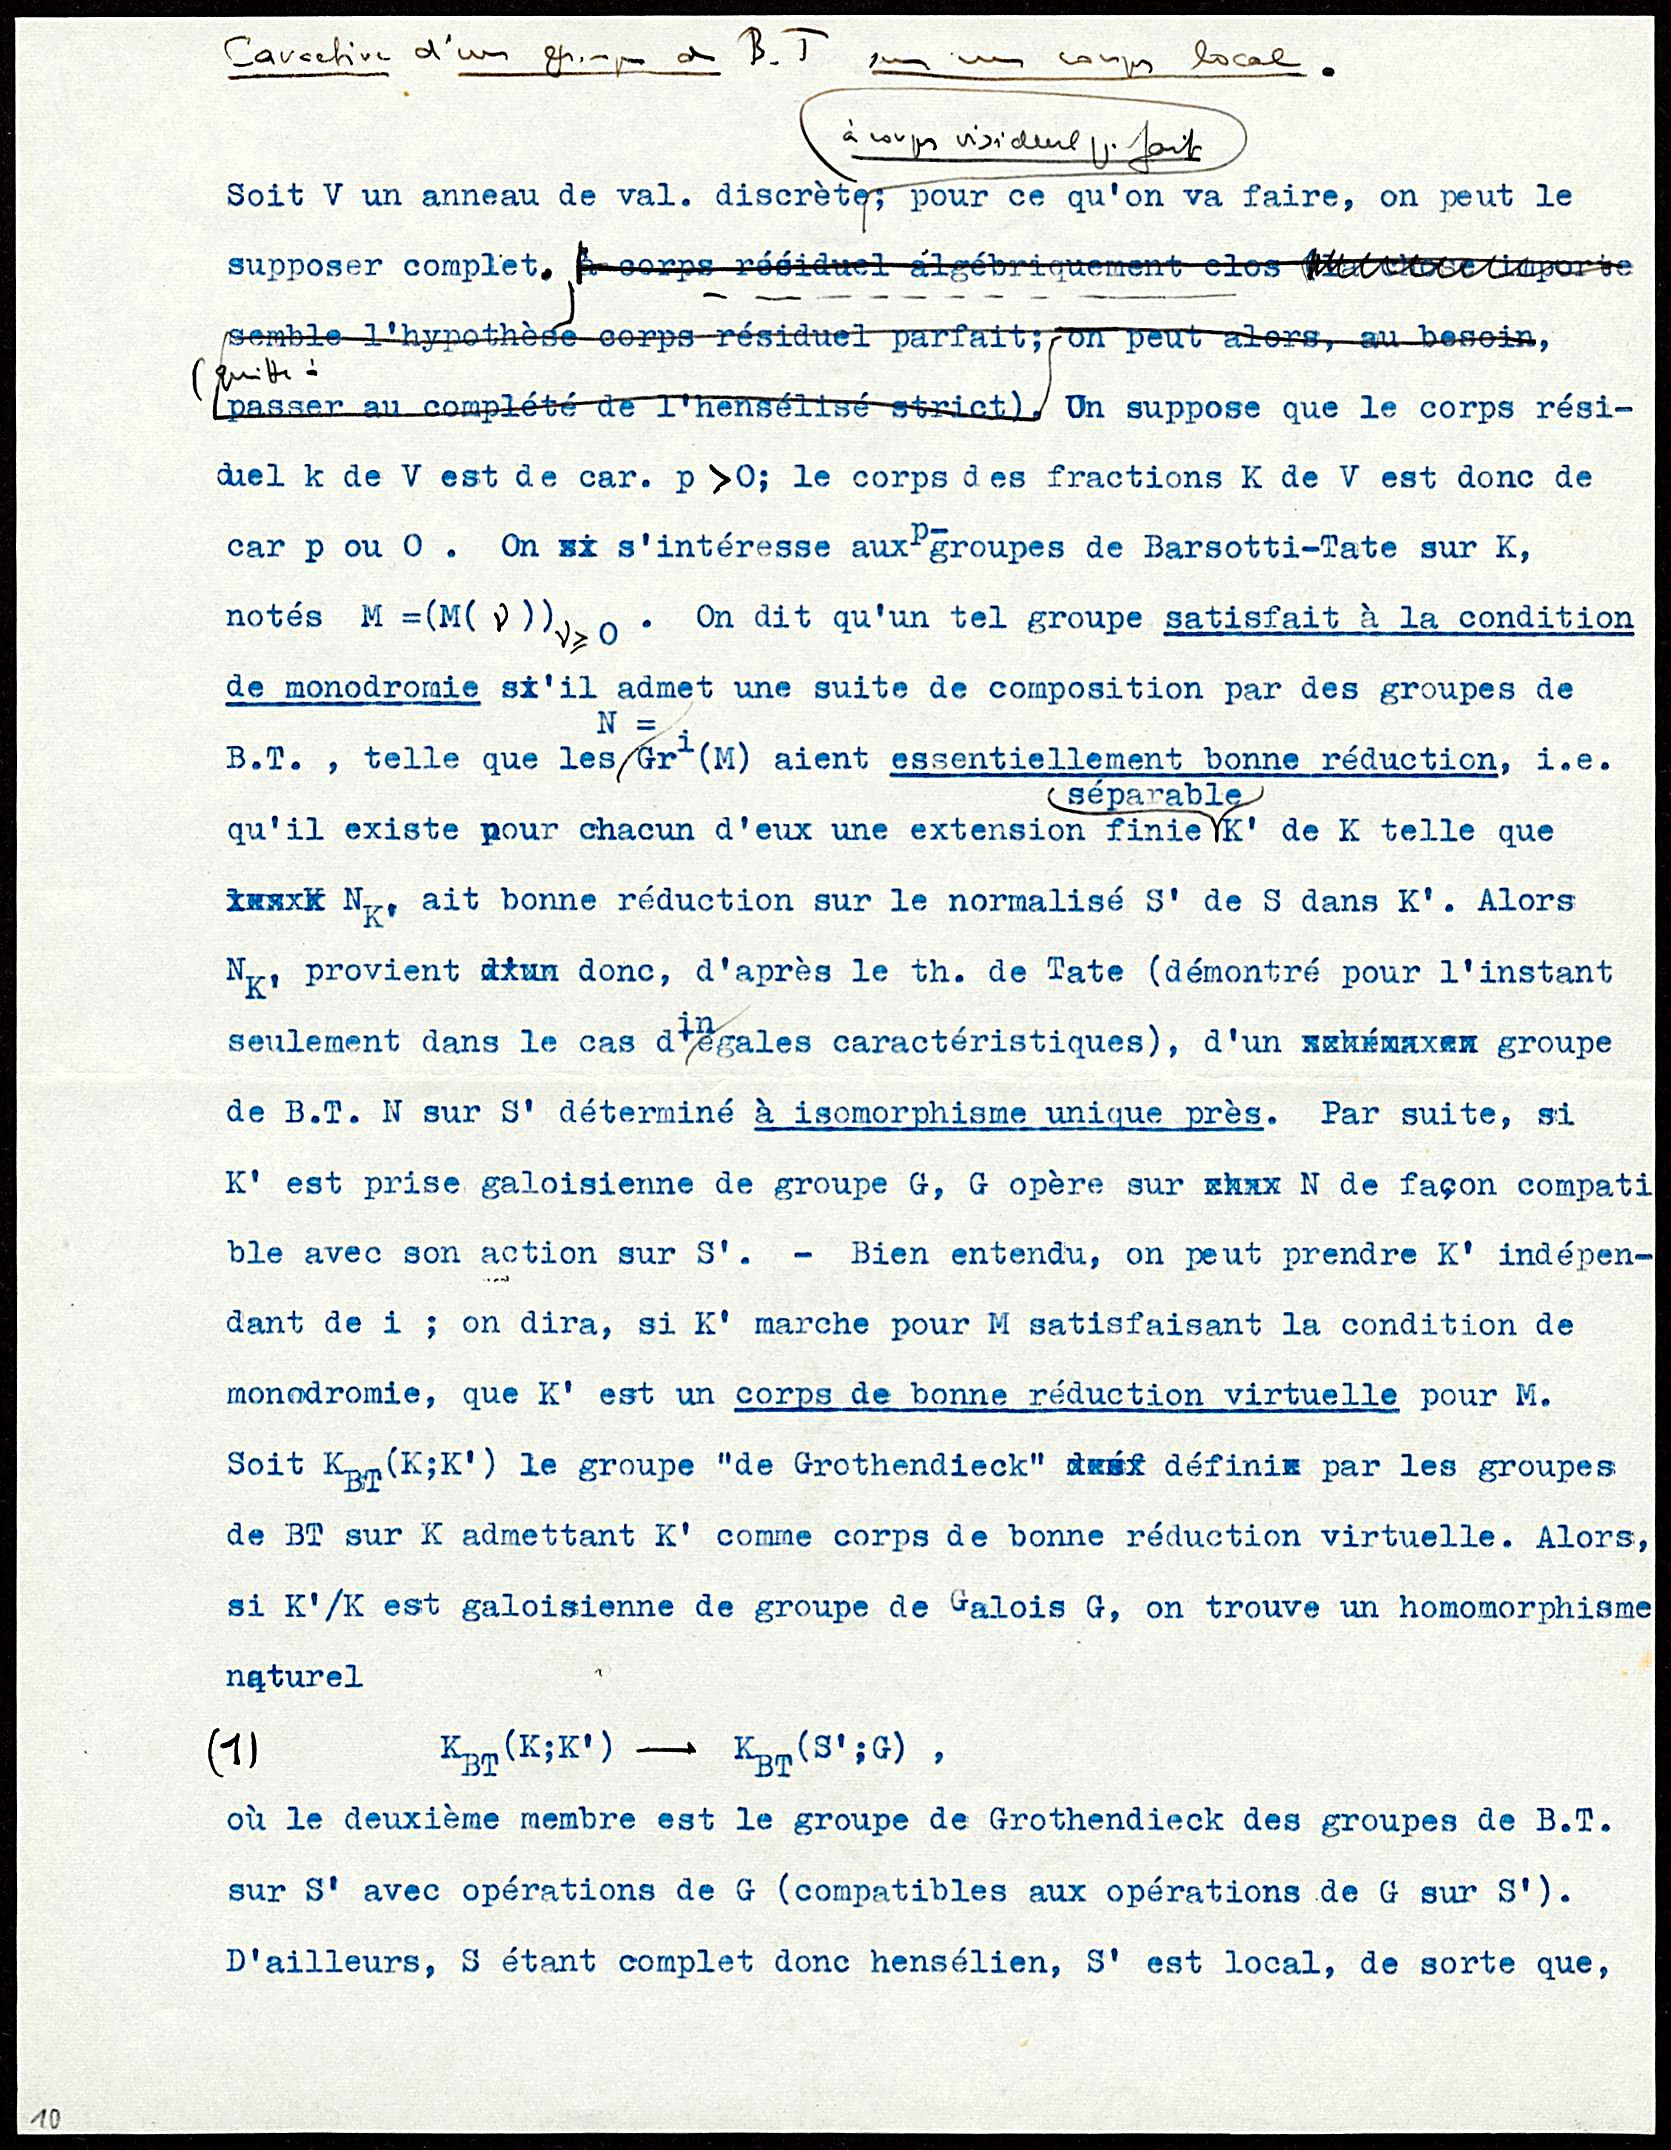 Caractère d'un groupe de B.T sur un corps local.
à corps résiduel parfait
Soit V un anneau de val. discrète; pour ce qu'on va faire, on peut le
supposer complet. à corps résiduel algébriquement clos (la chose importe
semble l'hypothèse corps résiduel parfait; on peut alors, au besoin,
(quitte à
passer au complété de l'hensélisé strict). On suppose que le corps rési-
duel k de V est de car. p >0; le corps des fractions K de V est donc de
car p ou 0 . On s'intéresse aux p-groupes de Barsotti-Tate sur K,
notés M =(M(ν))ν≥0 . On dit qu'un tel groupe satisfait à la condition
de monodromie s'il admet une suite de composition par des groupes de
B.T. , telle que les N = Grⁱ(M) aient essentiellement bonne réduction, i.e.
qu'il existe pour chacun d'eux une extension finie séparable K' de K telle que
N_K' ait bonne réduction sur le normalisé S' de S dans K'. Alors
N_K' provient donc, d'après le th. de Tate (démontré pour l'instant
seulement dans le cas d'inégales caractéristiques), d'un groupe
de B.T. N sur S' déterminé à isomorphisme unique près. Par suite, si
K' est prise galoisienne de groupe G, G opère sur N de façon compati
ble avec son action sur S'. - Bien entendu, on peut prendre K' indépen-
dant de i ; on dira, si K' marche pour M satisfaisant la condition de
monodromie, que K' est un corps de bonne réduction virtuelle pour M.
Soit K_BT(K;K') le groupe "de Grothendieck" défini par les groupes
de BT sur K admettant K' comme corps de bonne réduction virtuelle. Alors,
si K'/K est galoisienne de groupe de Galois G, on trouve un homomorphisme
naturel
(1) K_BT(K;K') ⟶ K_BT(S';G) ,
où le deuxième membre est le groupe de Grothendieck des groupes de B.T.
sur S' avec opérations de G (compatibles aux opérations de G sur S').
D'ailleurs, S étant complet donc hensélien, S' est local, de sorte que,
10